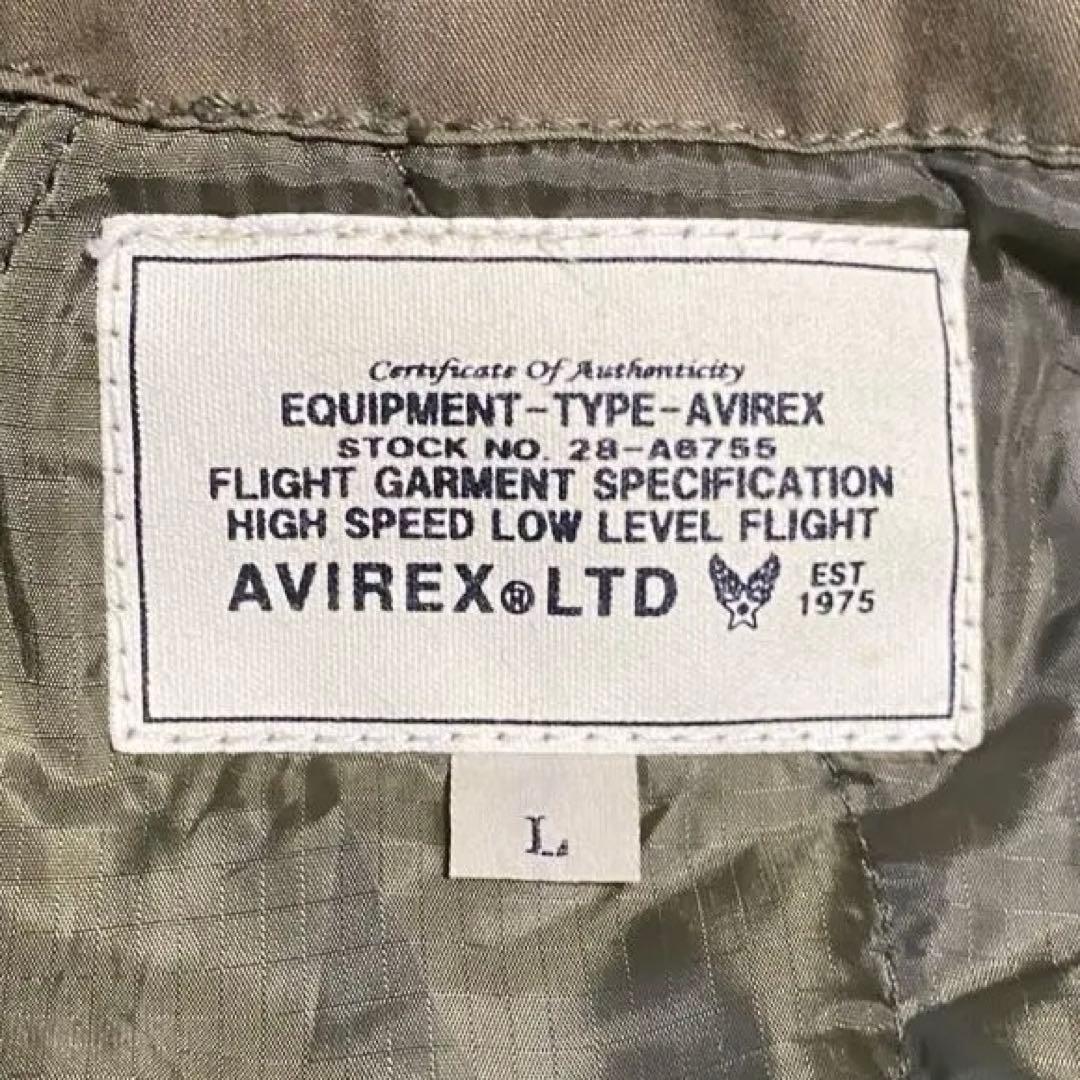 Certificate Of Authenticity
EQUIPMENT-TYPE-AVIREX
STOCK NO. 28-A6755
FLIGHT GARMENT SPECIFICATION
HIGH SPEED LOW LEVEL FLIGHT
AVIREX®LTD EST 1975
L